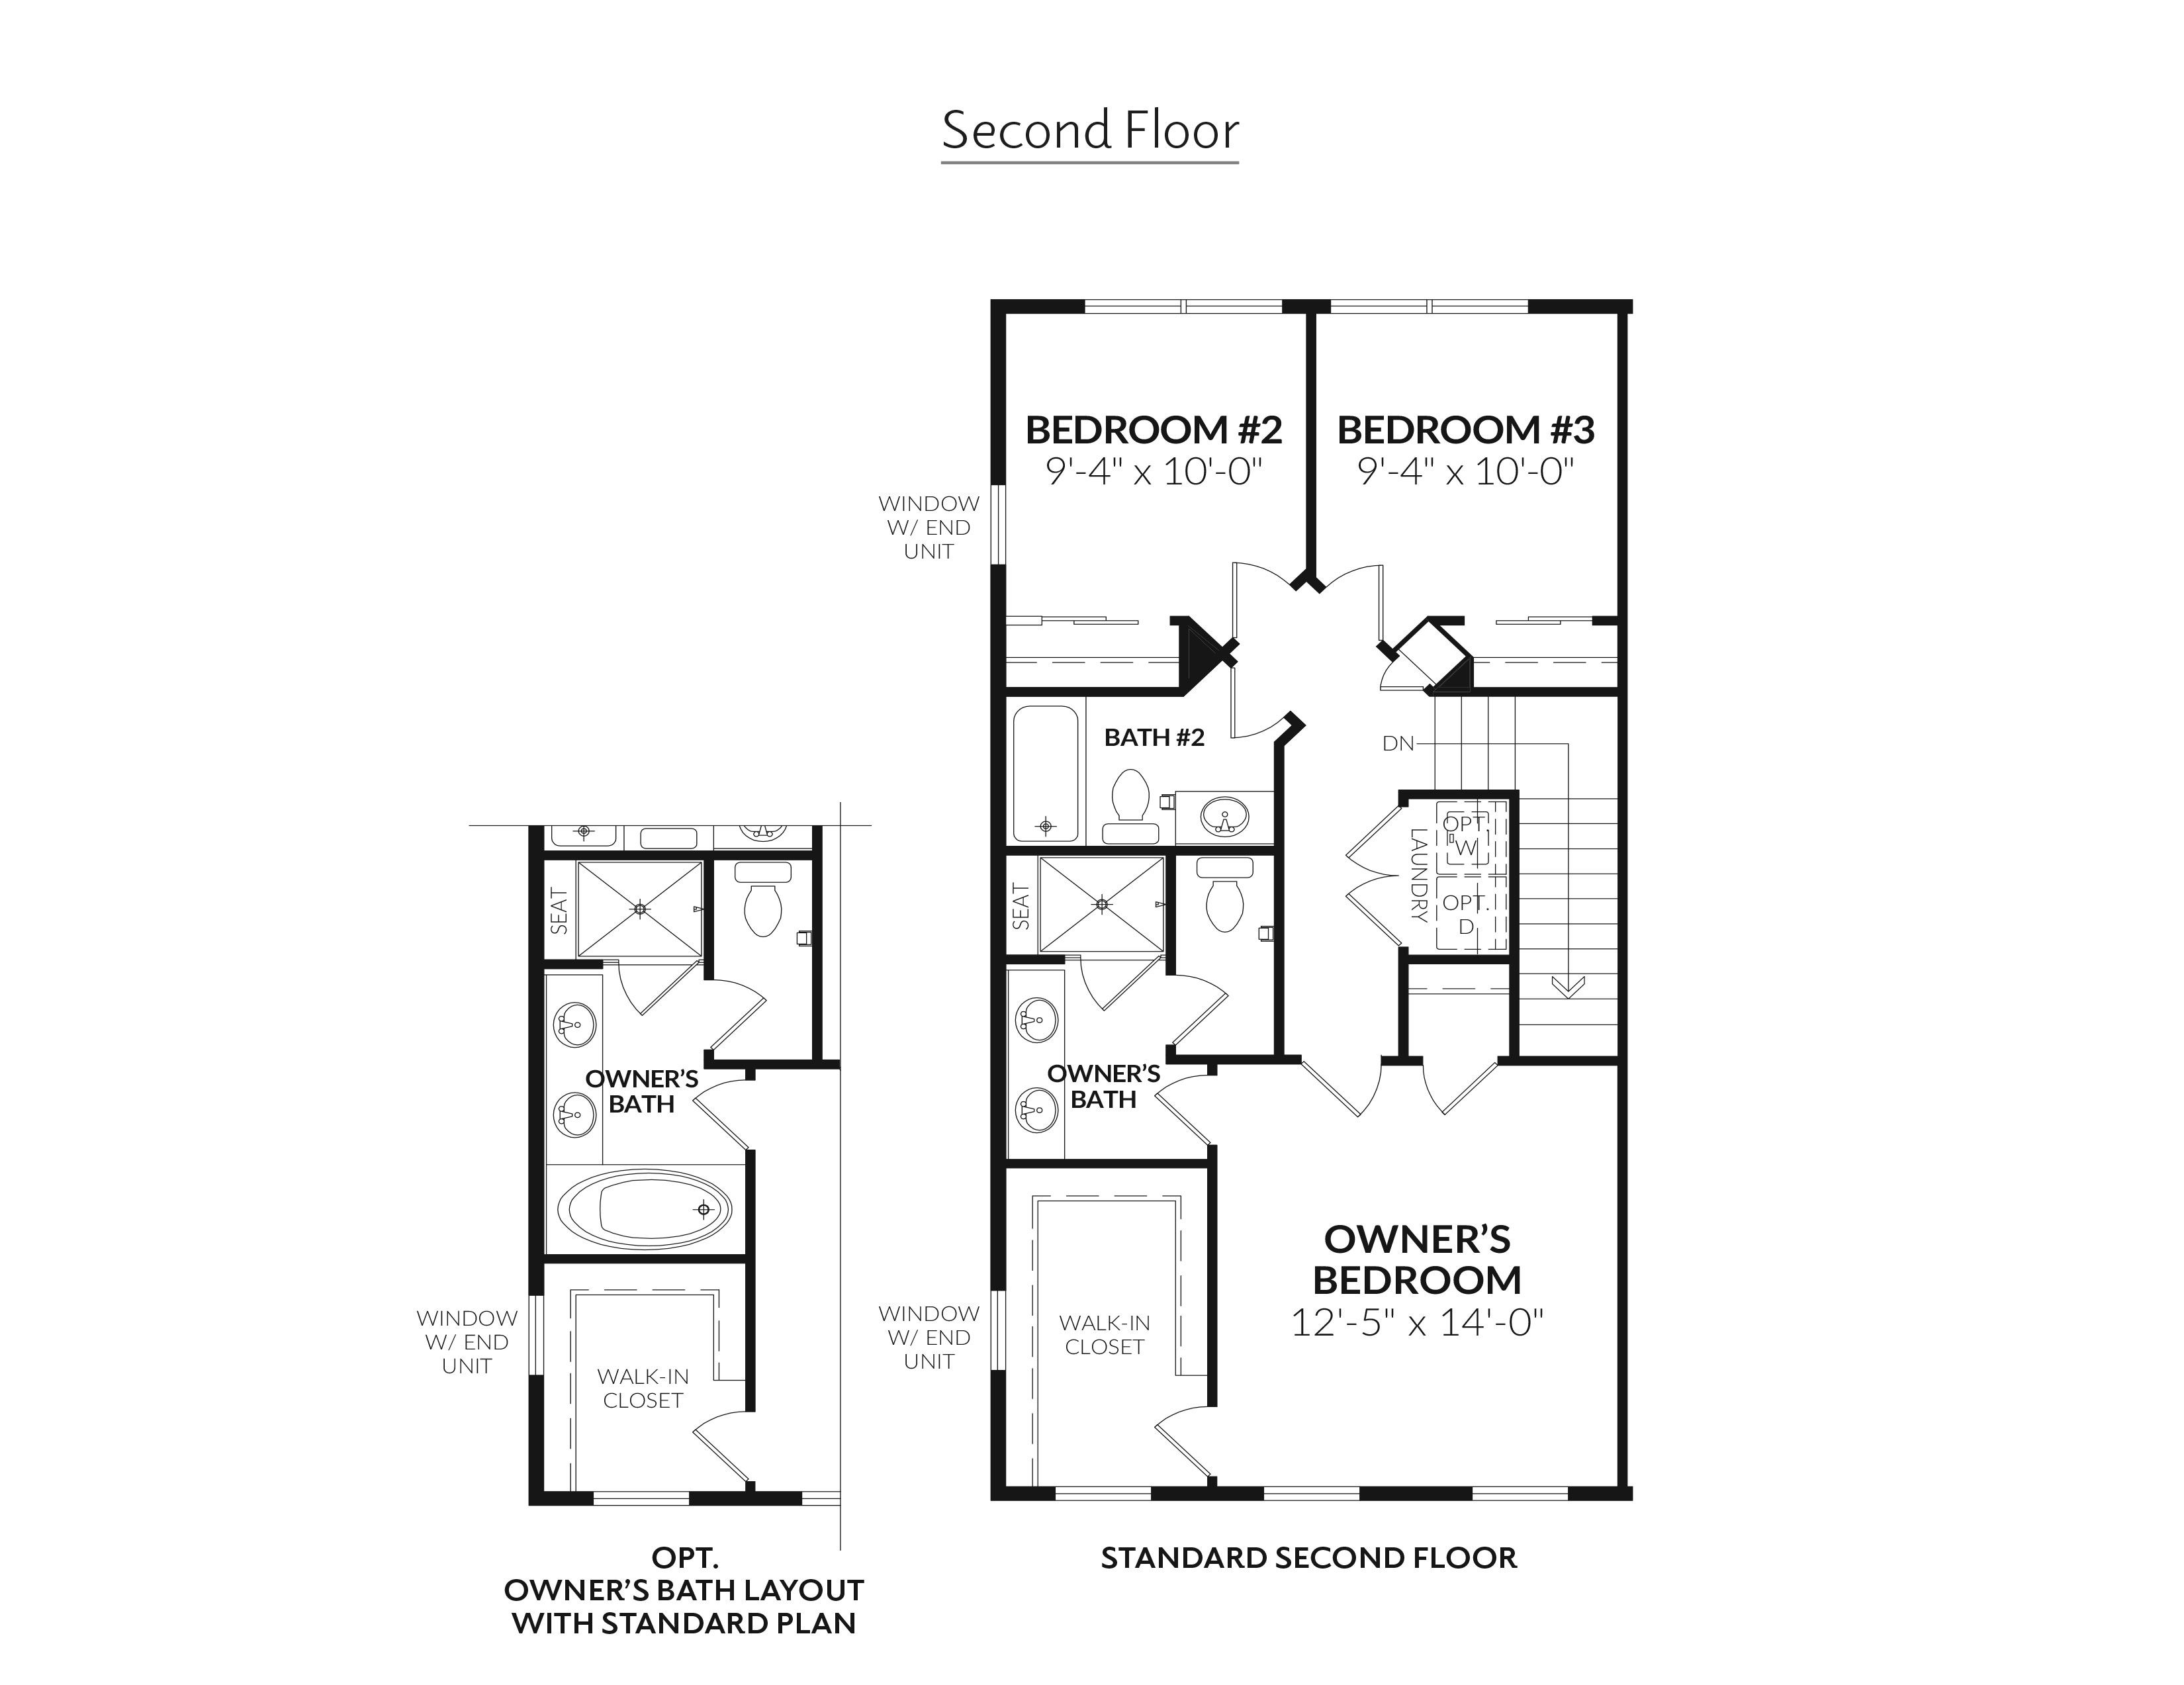 Second Floor
BEDROOM #2
9'-4" x 10'-0"
BEDROOM #3
9'-4" x 10'-0"
WINDOW
W/ END
UNIT
BATH #2
DN
LAUNDRY
OPT.
W
OPT.
D
SEAT
OWNER’S
BATH
OWNER’S
BEDROOM
12'-5" x 14'-0"
WALK-IN
CLOSET
WINDOW
W/ END
UNIT
STANDARD SECOND FLOOR
SEAT
OWNER’S
BATH
WINDOW
W/ END
UNIT
WALK-IN
CLOSET
OPT.
OWNER’S BATH LAYOUT
WITH STANDARD PLAN